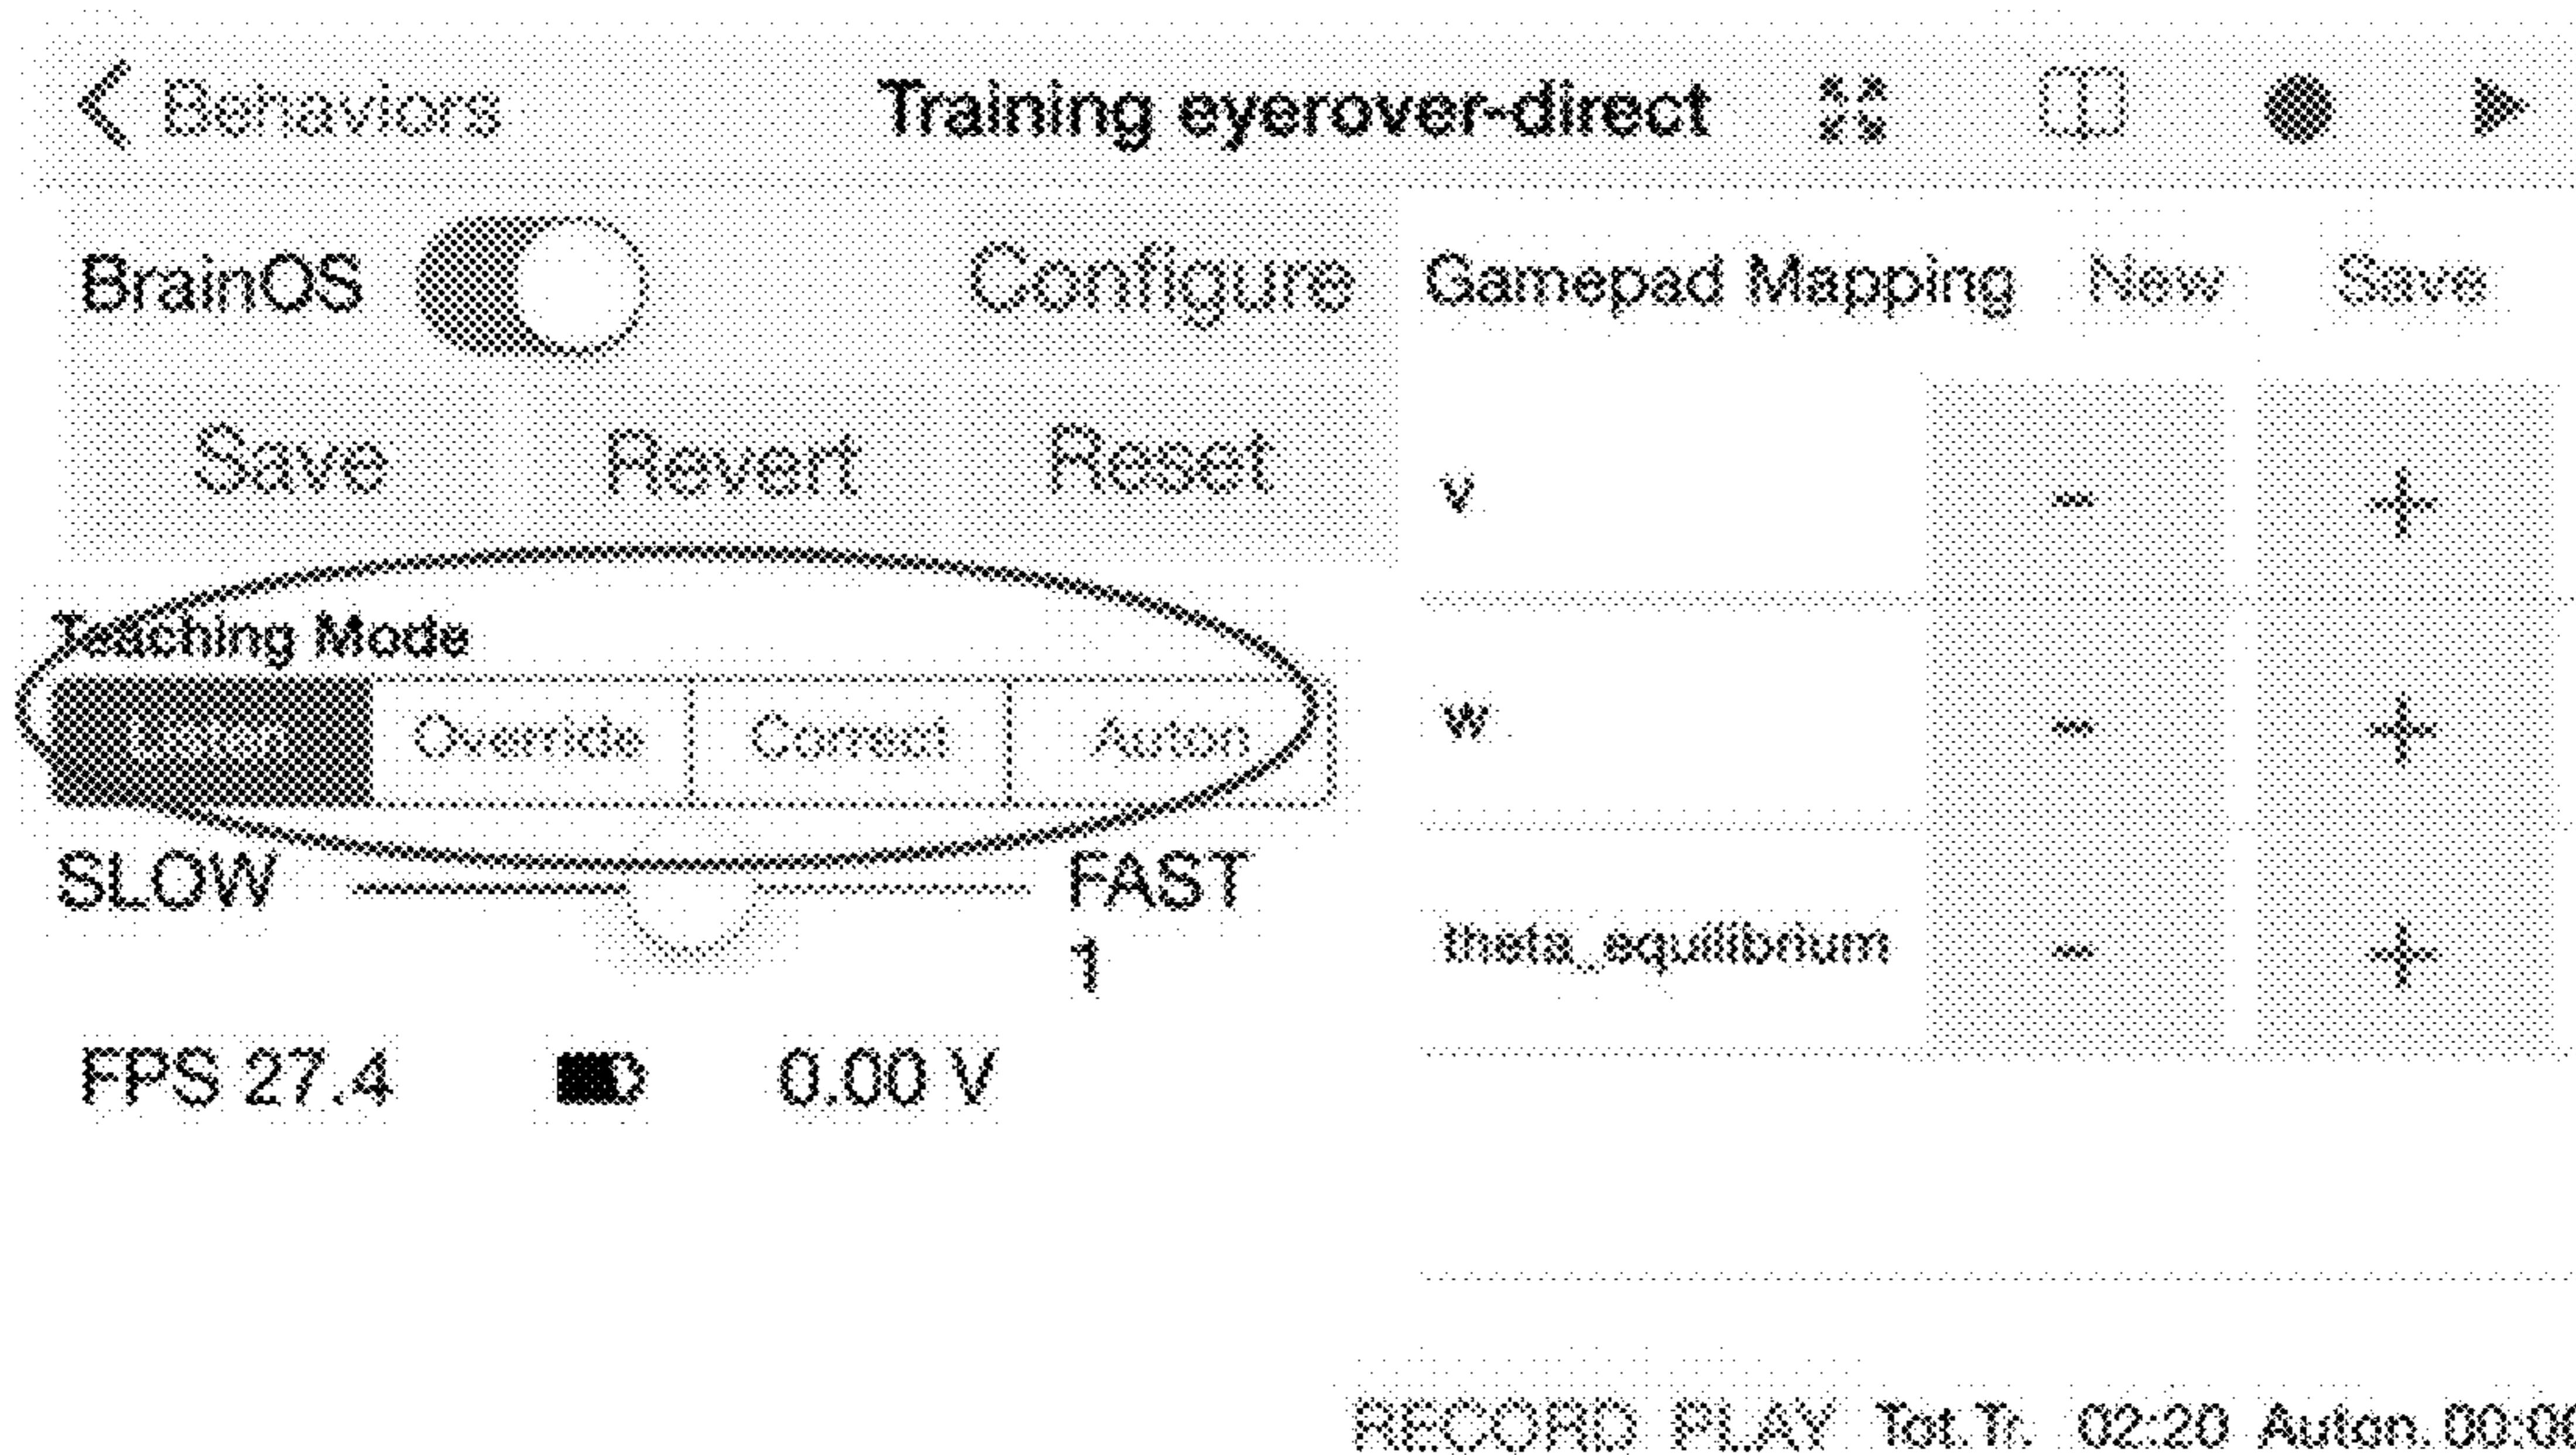 Behaviors Training eyerover-direct
BrainOS Configure
Save Revert Reset
Teaching Mode
Override Correct Auton
SLOW FAST
1
FPS 27.4 0.00 V
Gamepad Mapping New Save
v - +
w - +
theta_equilibrium - +
RECORD PLAY Tot.Tr. 02:20 Auton.